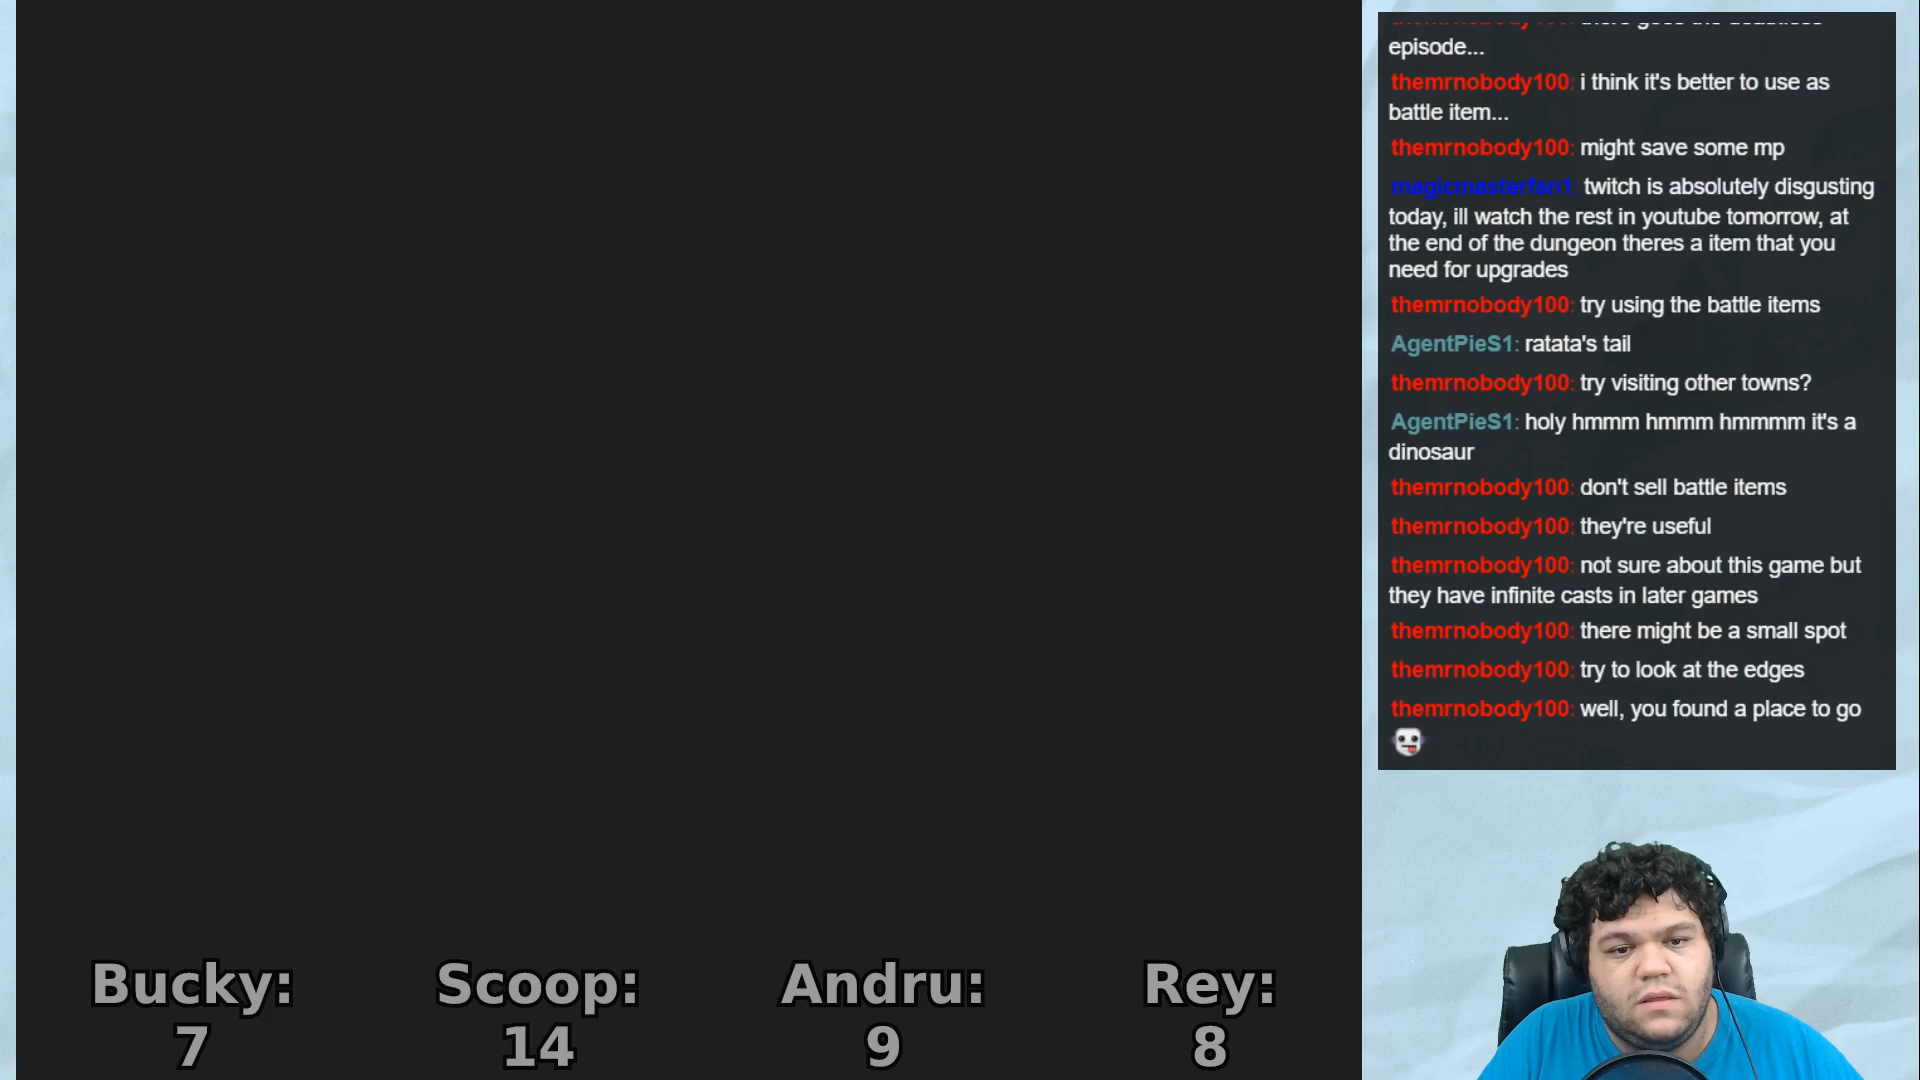 episode...
themrnobody100: i think it's better to use as
battle item...
themrnobody100: might save some mp
magicmasterfan1: twitch is absolutely disgusting
today, ill watch the rest in youtube tomorrow, at
the end of the dungeon theres a item that you
need for upgrades
themrnobody100: try using the battle items
AgentPieS1: ratata's tail
themrnobody100: try visiting other towns?
AgentPieS1: holy hmmm hmmm hmmmm it's a
dinosaur
themrnobody100: don't sell battle items
themrnobody100: they're useful
themrnobody100: not sure about this game but
they have infinite casts in later games
themrnobody100: there might be a small spot
themrnobody100: try to look at the edges
themrnobody100: well, you found a place to go
Bucky: Scoop: Andru: Rey:
7 14 9 8